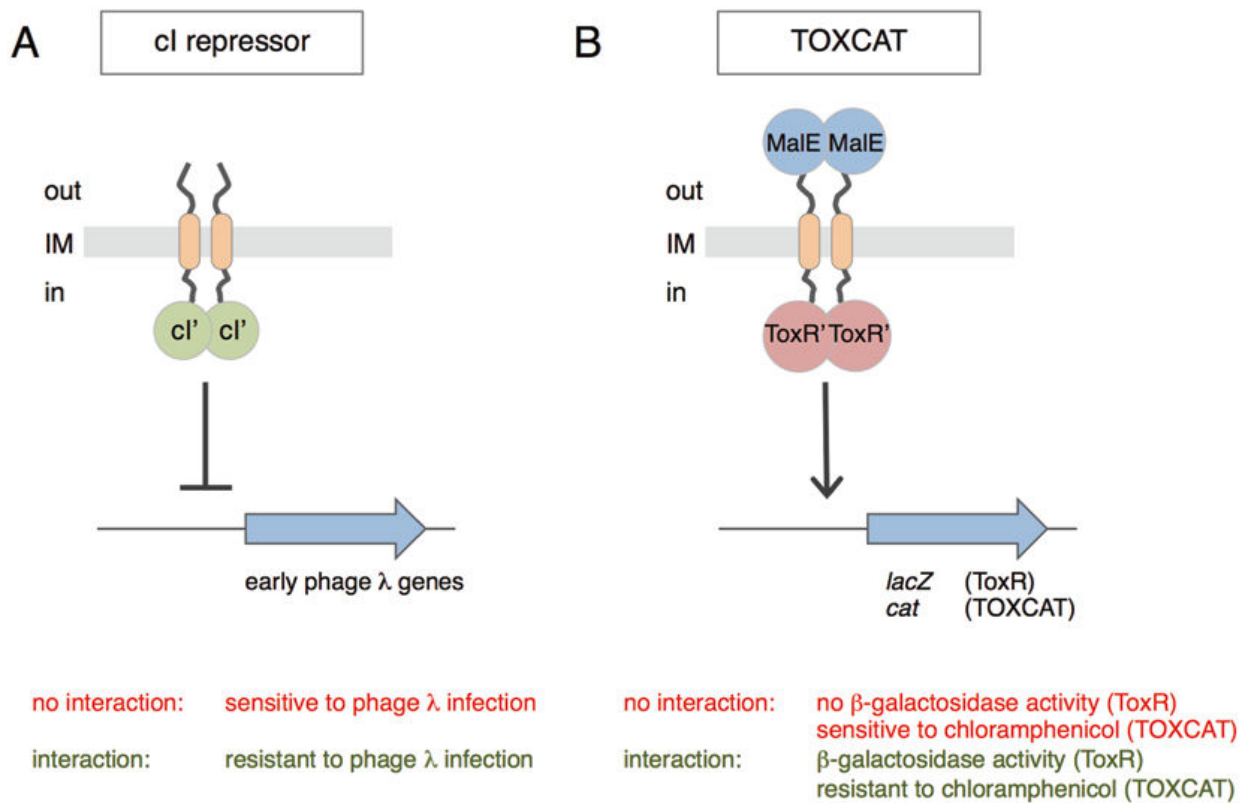 A
cI repressor
out
IM
in
cI' cI'
early phage λ genes
no interaction: sensitive to phage λ infection
interaction: resistant to phage λ infection
B
TOXCAT
MalE MalE
out
IM
in
ToxR' ToxR'
lacZ (ToxR)
cat (TOXCAT)
no interaction: no β-galactosidase activity (ToxR)
sensitive to chloramphenicol (TOXCAT)
interaction: β-galactosidase activity (ToxR)
resistant to chloramphenicol (TOXCAT)